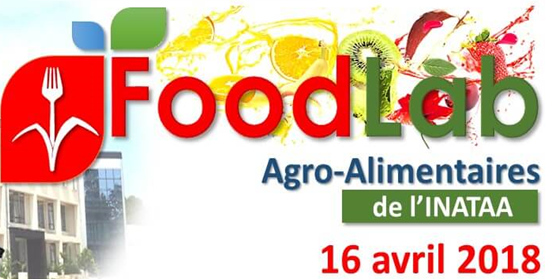 FoodLab
Agro-Alimentaires
de l'INATAA
16 avril 2018